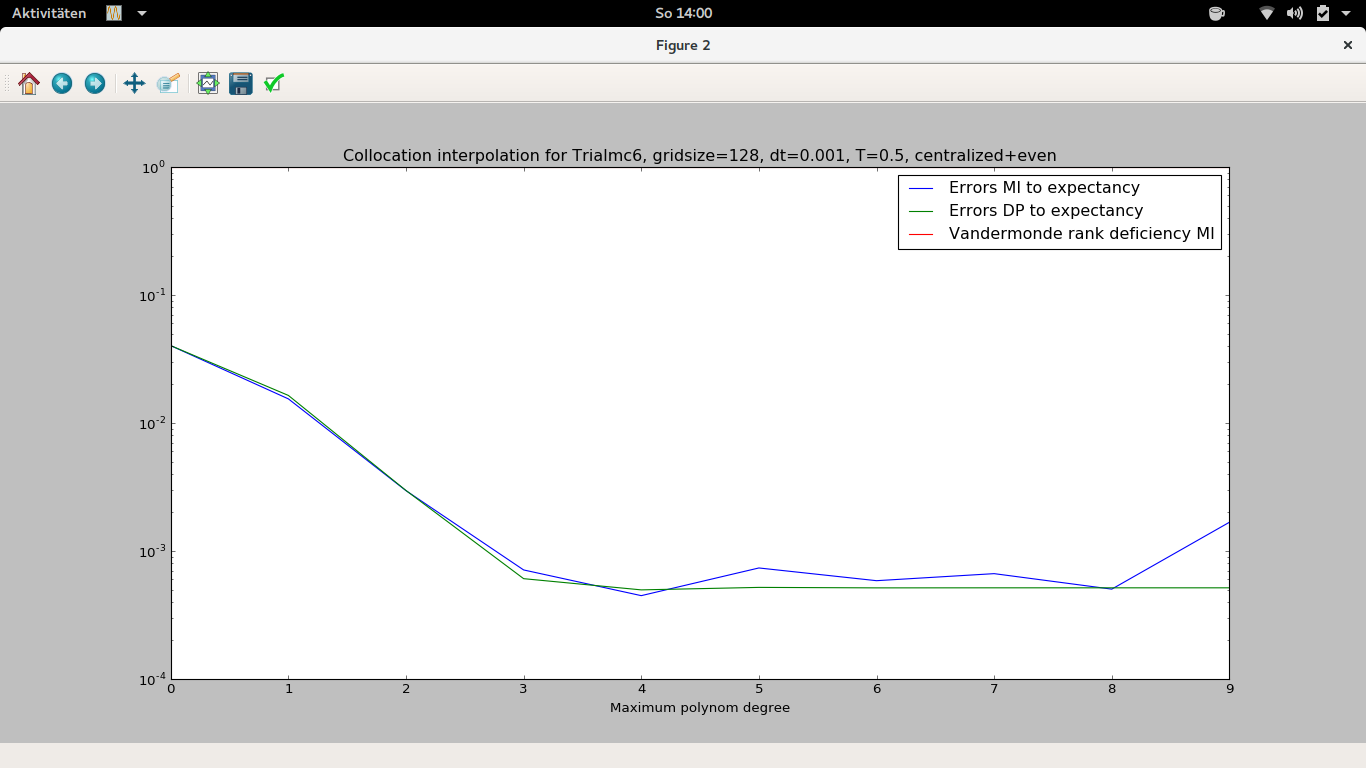 Aktivitäten
So 14:00
Figure 2
Collocation interpolation for Trialmc6, gridsize=128, dt=0.001, T=0.5, centralized+even
Errors MI to expectancy
Errors DP to expectancy
Vandermonde rank deficiency MI
10^0
10^-1
10^-2
10^-3
10^-4
0 1 2 3 4 5 6 7 8 9
Maximum polynom degree